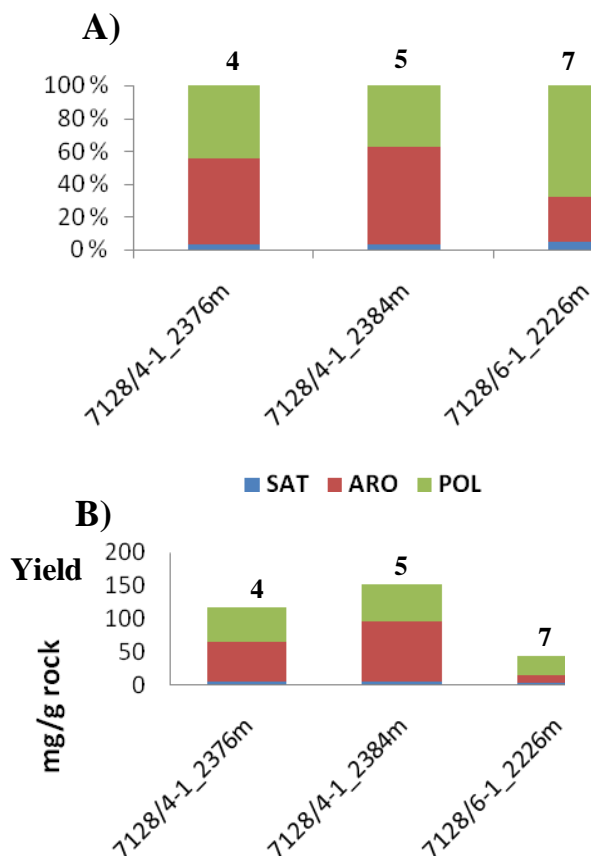 A)
4 5 7
100 %
80 %
60 %
40 %
20 %
0 %
7128/4-1_2376m
7128/4-1_2384m
7128/6-1_2226m
SAT ARO POL
B)
Yield
mg/g rock
200
150
100
50
0
4 5 7
7128/4-1_2376m
7128/4-1_2384m
7128/6-1_2226m